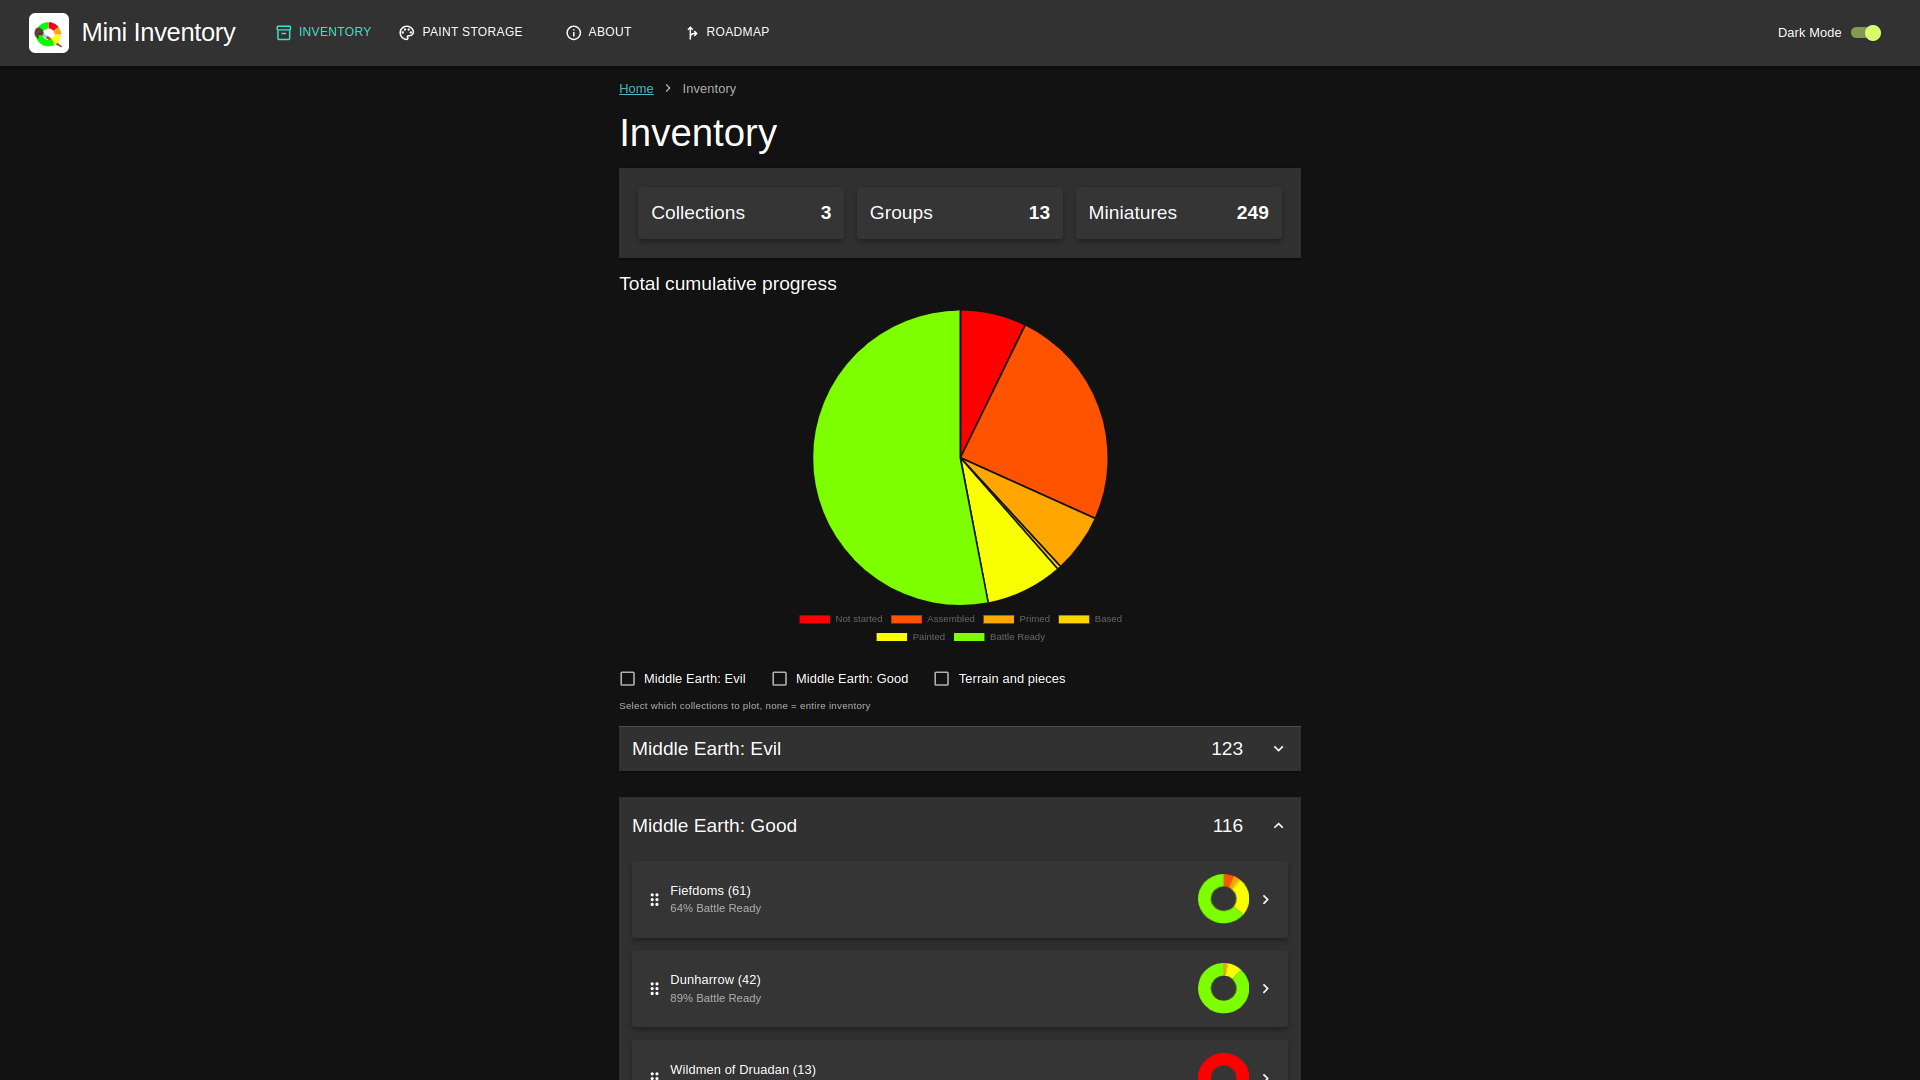 Mini Inventory
INVENTORY
PAINT STORAGE
ABOUT
ROADMAP
Dark Mode
Home
Inventory
Inventory
Collections 3
Groups 13
Miniatures 249
Total cumulative progress
Not started
Assembled
Primed
Based
Painted
Battle Ready
Middle Earth: Evil
Middle Earth: Good
Terrain and pieces
Select which collections to plot, none = entire inventory
Middle Earth: Evil 123
Middle Earth: Good 116
Fiefdoms (61)
64% Battle Ready
Dunharrow (42)
89% Battle Ready
Wildmen of Druadan (13)